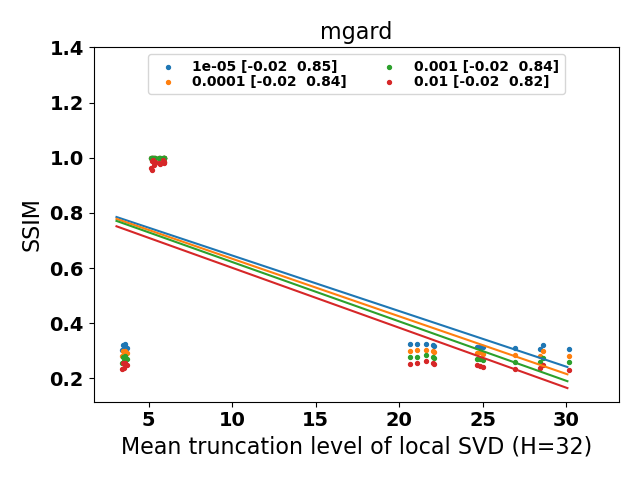 mgard
1e-05 [-0.02  0.85]
0.0001 [-0.02  0.84]
0.001 [-0.02  0.84]
0.01 [-0.02  0.82]
SSIM
1.4
1.2
1.0
0.8
0.6
0.4
0.2
5 10 15 20 25 30
Mean truncation level of local SVD (H=32)